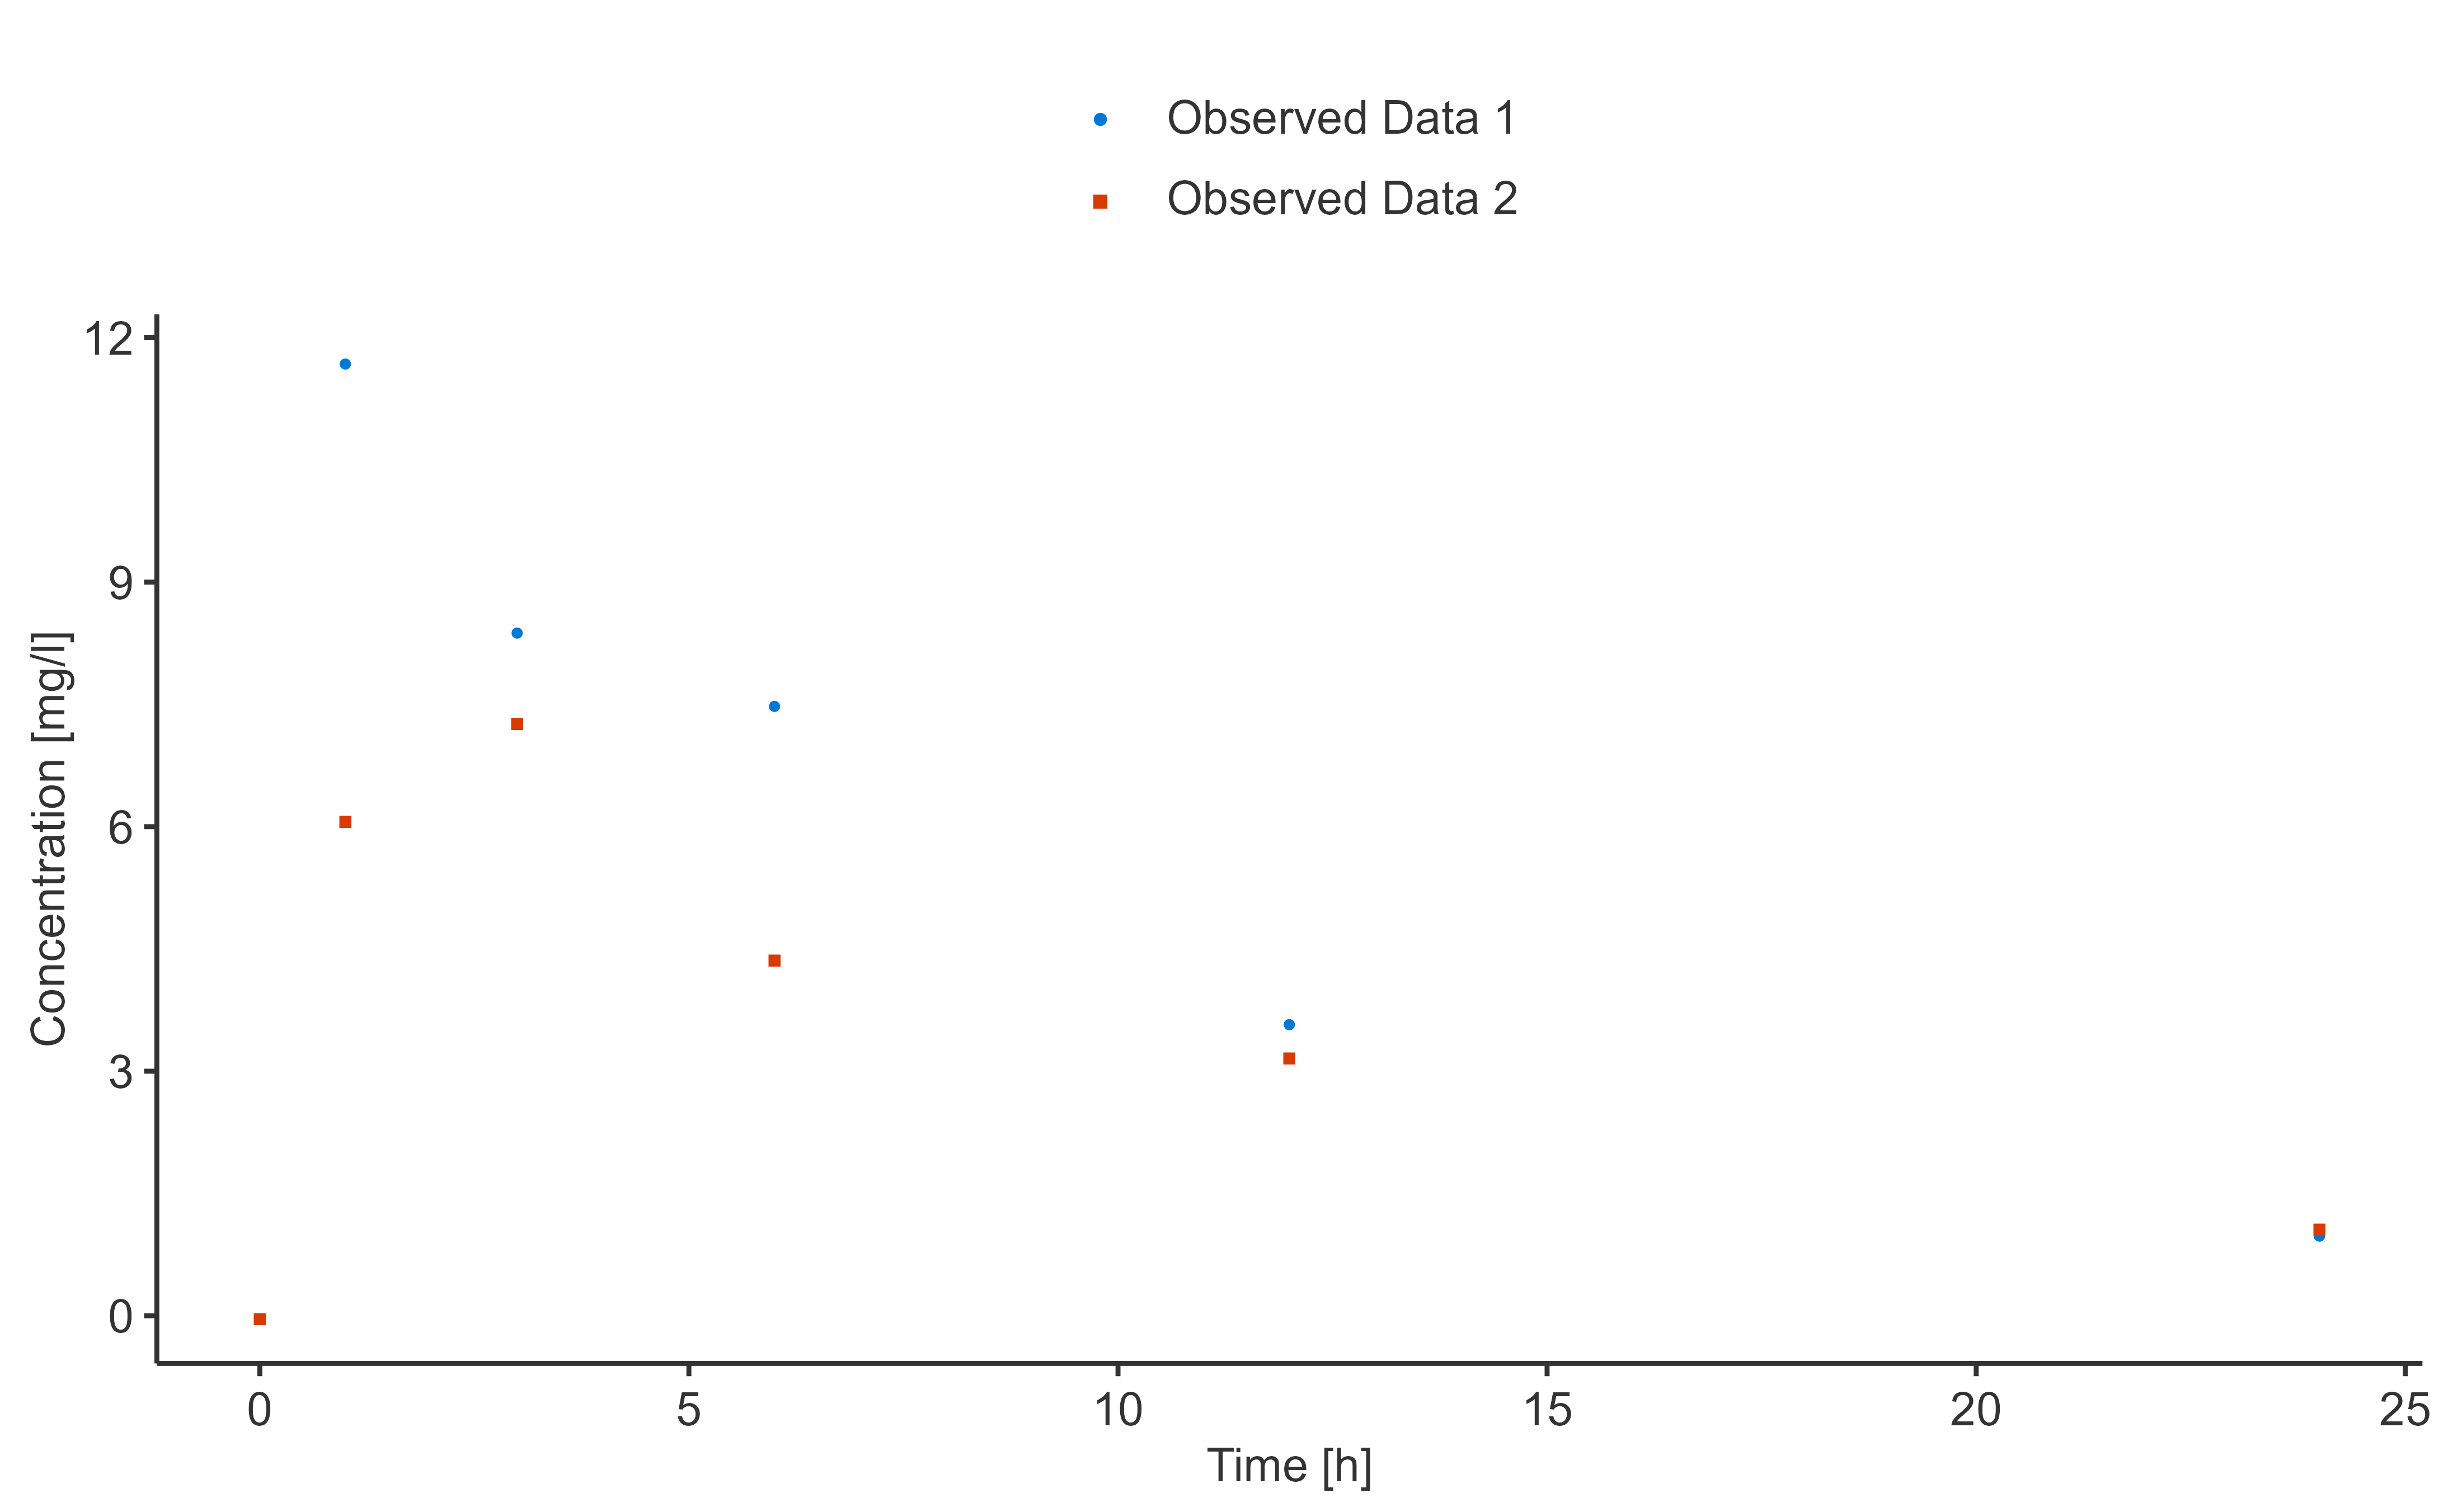 Observed Data 1
Observed Data 2
12
9
6
3
0
Concentration [mg/l]
0 5 10 15 20 25
Time [h]